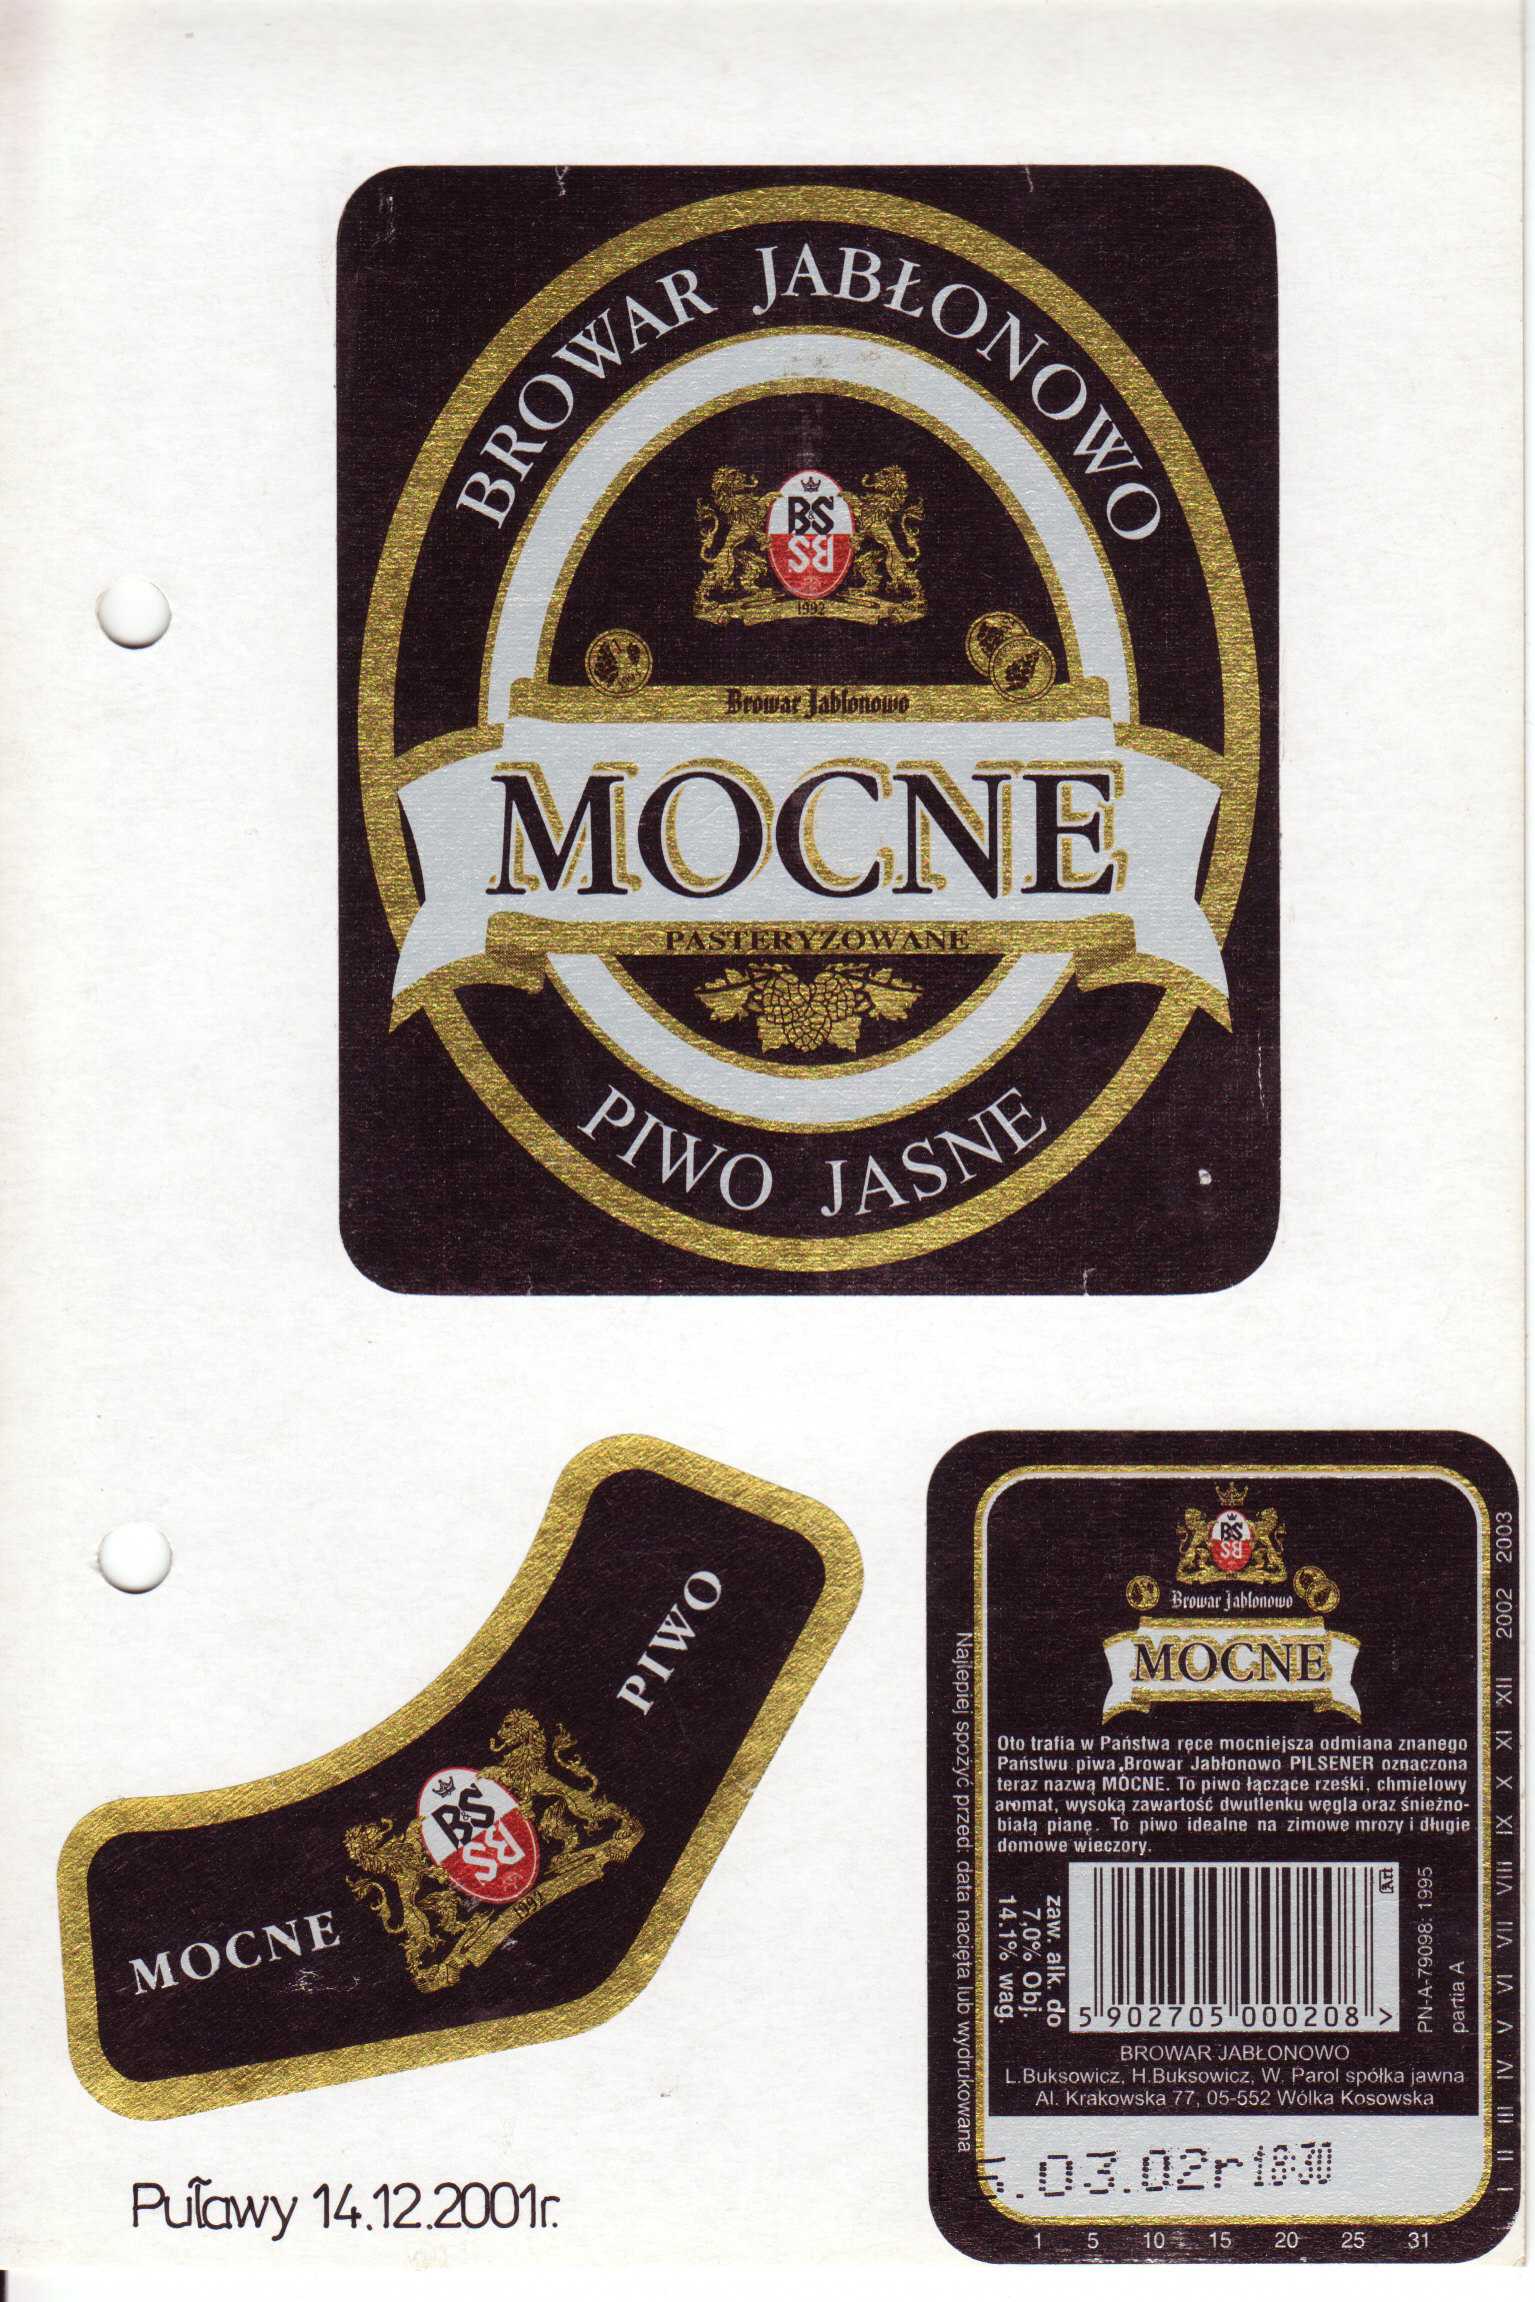 BROWAR JABŁONOWO
B&S
B&S
1992
Browar Jabłonowo
MOCNE
PASTERYZOWANE
PIWO JASNE
MOCNE
B&S
B&S
1992
PIWO
B&S
B&S
Browar Jabłonowo
MOCNE
Oto trafia w Państwa ręce mocniejsza odmiana znanego
Państwu piwa Browar Jabłonowo PILSENER oznaczona
teraz nazwą MOCNE. To piwo łączące rześki, chmielowy
aromat, wysoką zawartość dwutlenku węgla oraz śnieżno-
białą pianę. To piwo idealne na zimowe mrozy i długie
domowe wieczory.
zaw. alk. do
7,0% Obj.
14.1% wag.
5 902705 000208 >
Art
PN-A-79098: 1995
partia A
BROWAR JABŁONOWO
L.Buksowicz, H.Buksowicz, W. Parol spółka jawna
Al. Krakowska 77, 05-552 Wólka Kosowska
.03.02r 18:30
Najlepiej spożyć przed: data nacięta lub wydrukowana
I II III IV V VI VII VIII IX X XI XII 2002 2003
1 5 10 15 20 25 31
Puławy 14.12.2001r.